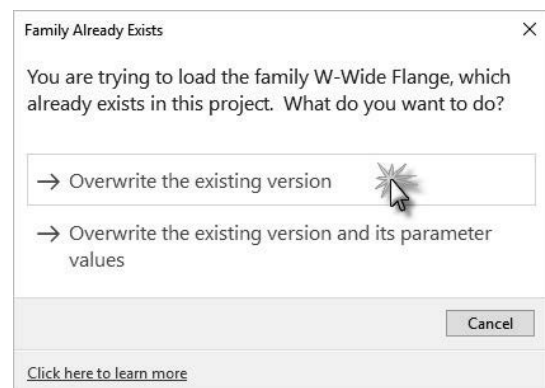 Family Already Exists
You are trying to load the family W-Wide Flange, which
already exists in this project. What do you want to do?
Overwrite the existing version
Overwrite the existing version and its parameter
values
Cancel
Click here to learn more